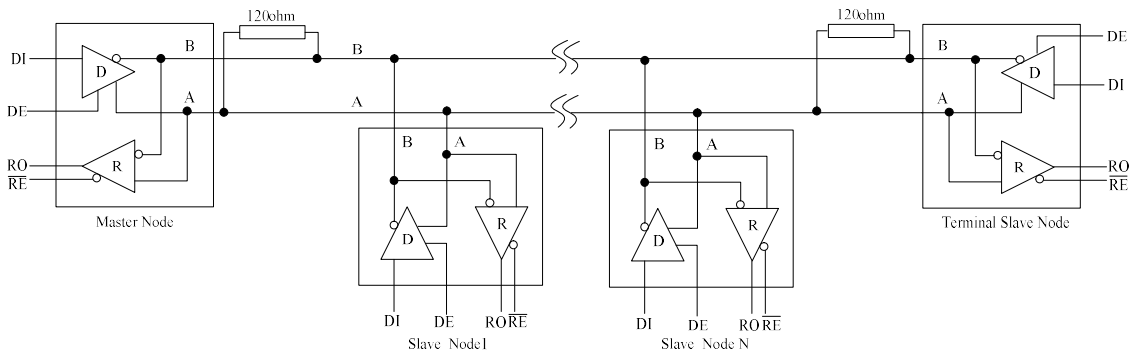 120ohm
120ohm
B
B
B
DE
DI
D
D
DI
A
A
A
DE
B
A
B
A
RO
R
R
RO
RE
RE
Master Node
Terminal Slave Node
D
R
D
R
DI
DE
RO
RE
DI
DE
RO
RE
Slave Node1
Slave Node N